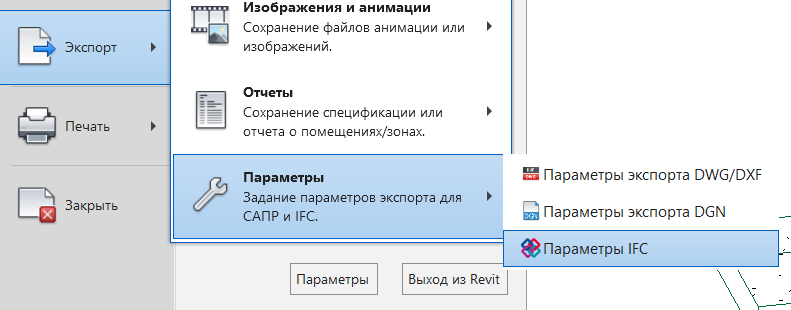 Изображения и анимации
Сохранение файлов анимации или
изображений.
Экспорт
Отчеты
Сохранение спецификации или
отчета о помещениях/зонах.
Печать
Параметры
Задание параметров экспорта для
САПР и IFC.
Закрыть
Параметры экспорта DWG/DXF
Параметры экспорта DGN
Параметры IFC
Параметры
Выход из Revit